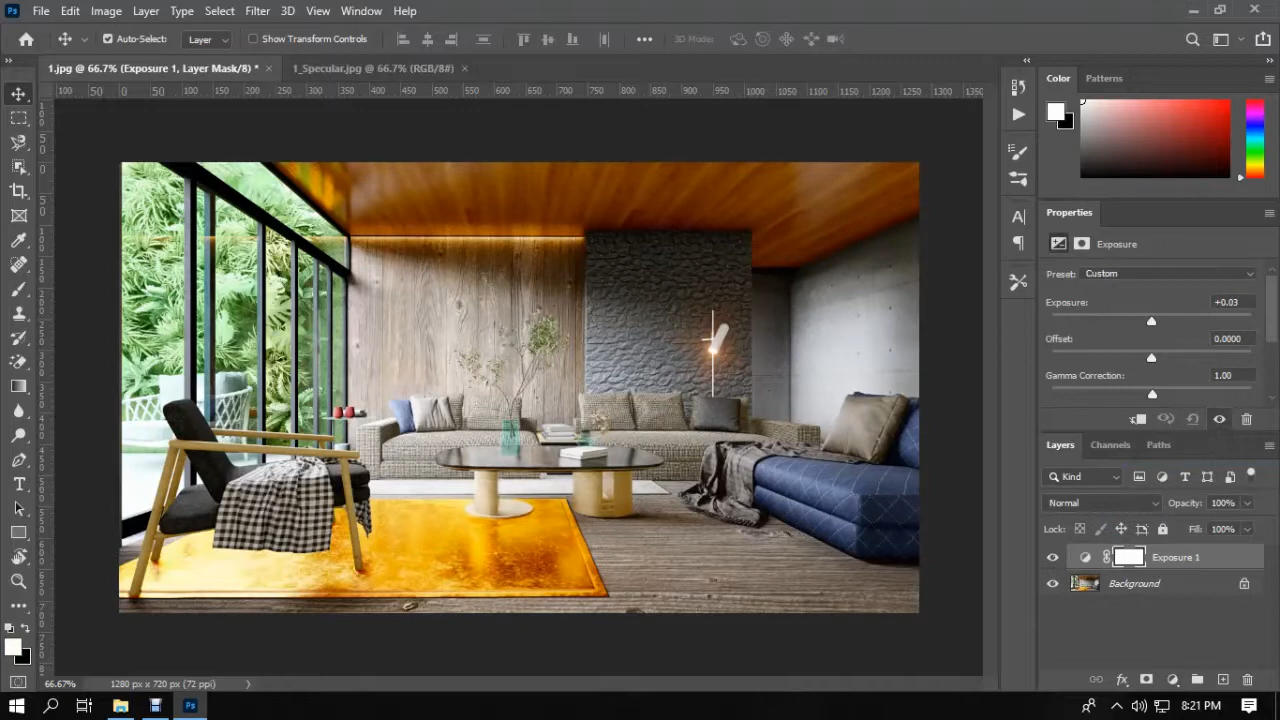 Ps File Edit Image Layer Type Select Filter 3D View Window Help
Auto-Select: Layer Show Transform Controls 3D Mode:
1.jpg @ 66.7% (Exposure 1, Layer Mask/8) * × 1_Specular.jpg @ 66.7% (RGB/8#) ×
100 50 0 50 100 150 200 250 300 350 400 450 500 550 600 650 700 750 800 850 900 950 1000 1050 1100 1150 1200 1250 1300 1350
Color Patterns
Properties
Exposure
Preset: Custom
Exposure: +0.03
Offset: 0.0000
Gamma Correction: 1.00
Layers Channels Paths
Kind
Normal Opacity: 100%
Lock: Fill: 100%
Exposure 1
Background
66.67% 1280 px x 720 px (72 ppi)
Ps 8:21 PM